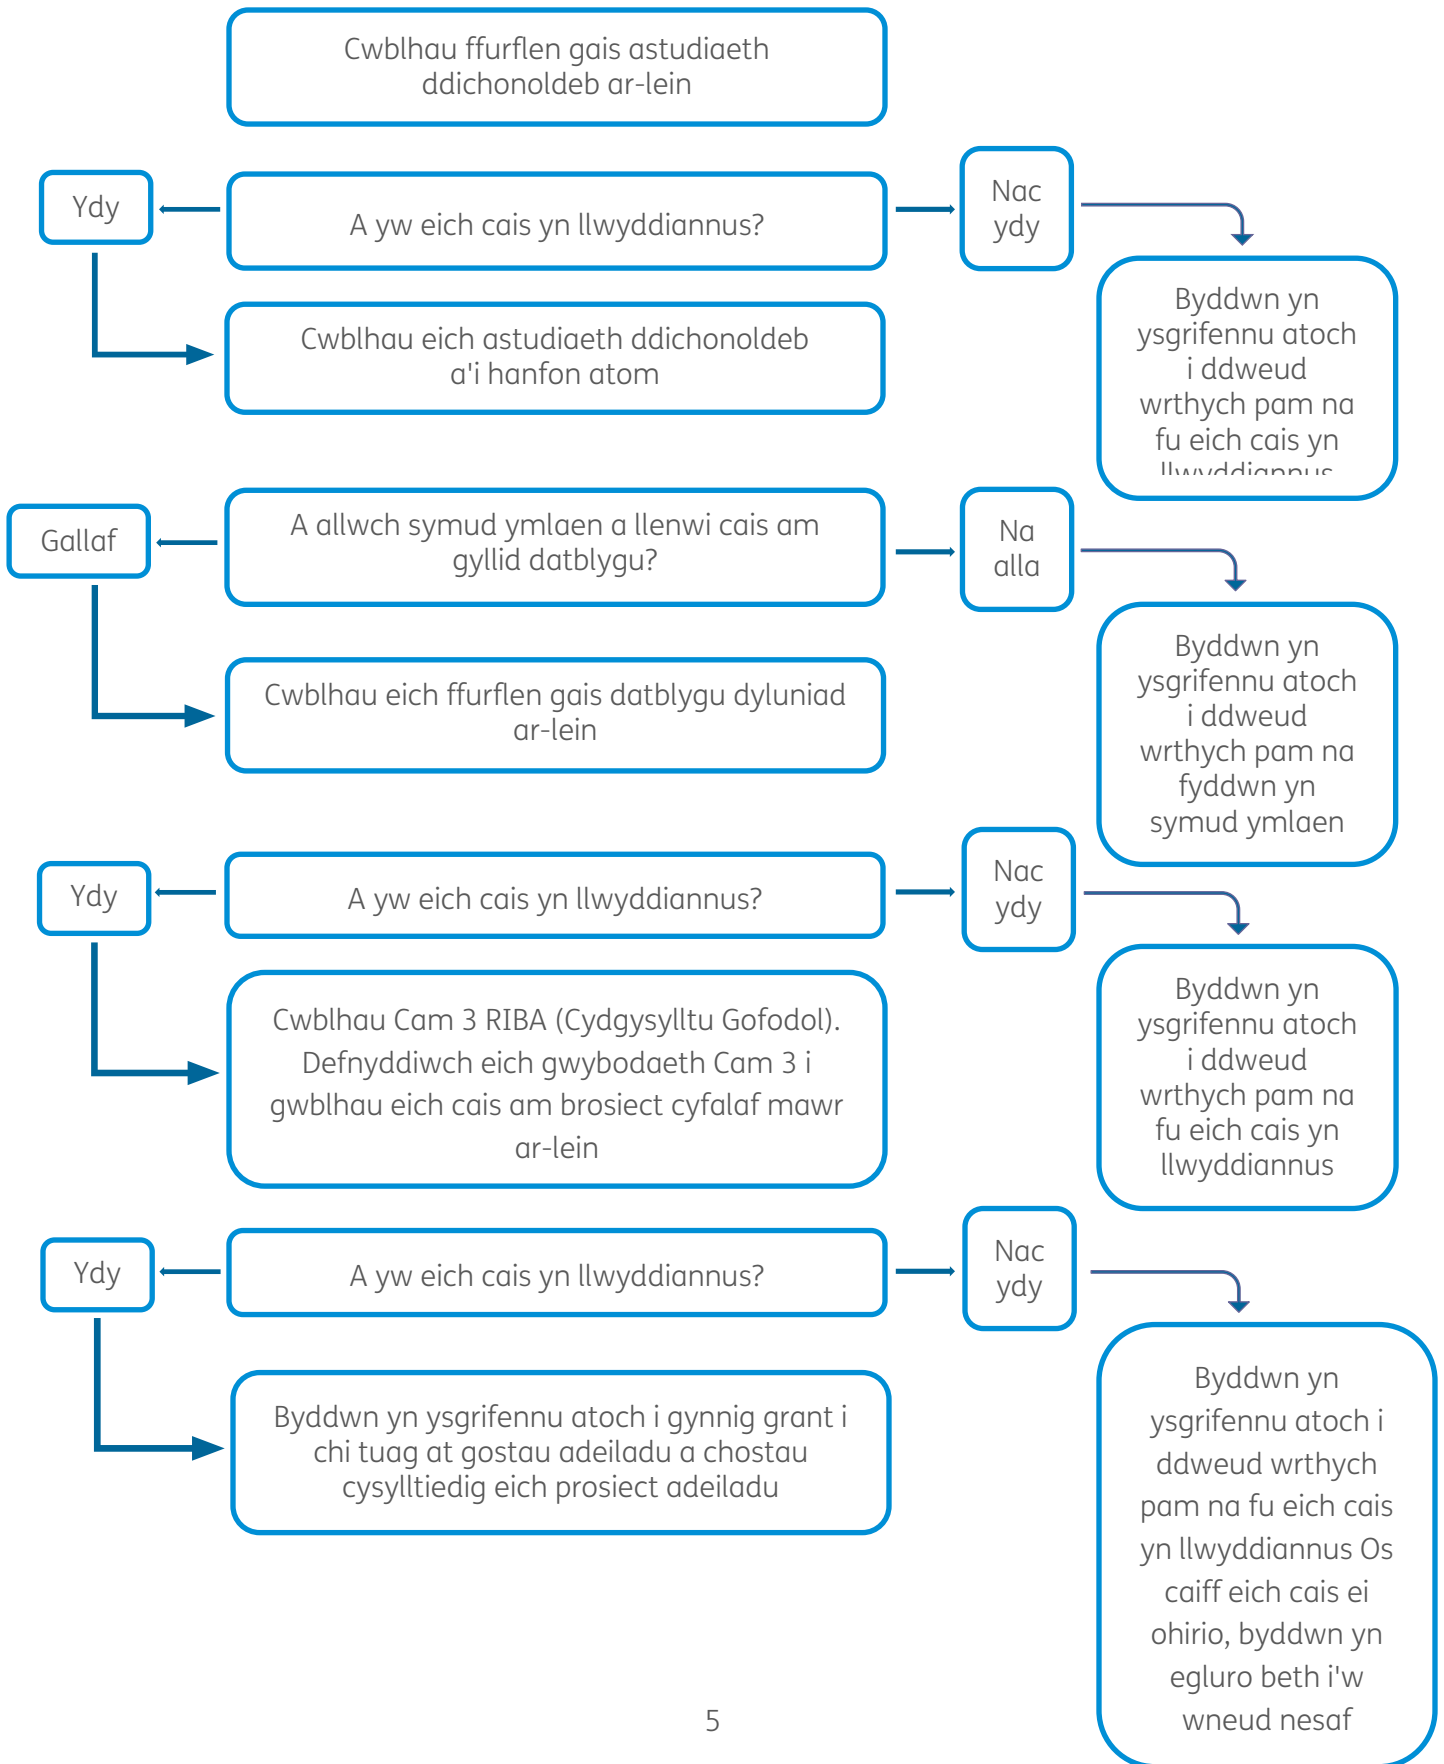 Cwblhau ffurflen gais astudiaeth
ddichonoldeb ar-lein
Ydy
A yw eich cais yn llwyddiannus?
Nac
ydy
Byddwn yn
ysgrifennu atoch
i ddweud
wrthych pam na
fu eich cais yn
llwyddiannus
Cwblhau eich astudiaeth ddichonoldeb
a'i hanfon atom
Gallaf
A allwch symud ymlaen a llenwi cais am
gyllid datblygu?
Na
alla
Byddwn yn
ysgrifennu atoch
i ddweud
wrthych pam na
fyddwn yn
symud ymlaen
Cwblhau eich ffurflen gais datblygu dyluniad
ar-lein
Ydy
A yw eich cais yn llwyddiannus?
Nac
ydy
Byddwn yn
ysgrifennu atoch
i ddweud
wrthych pam na
fu eich cais yn
llwyddiannus
Cwblhau Cam 3 RIBA (Cydgysylltu Gofodol).
Defnyddiwch eich gwybodaeth Cam 3 i
gwblhau eich cais am brosiect cyfalaf mawr
ar-lein
Ydy
A yw eich cais yn llwyddiannus?
Nac
ydy
Byddwn yn
ysgrifennu atoch i
ddweud wrthych
pam na fu eich cais
yn llwyddiannus Os
caiff eich cais ei
ohirio, byddwn yn
egluro beth i'w
wneud nesaf
Byddwn yn ysgrifennu atoch i gynnig grant i
chi tuag at gostau adeiladu a chostau
cysylltiedig eich prosiect adeiladu
5